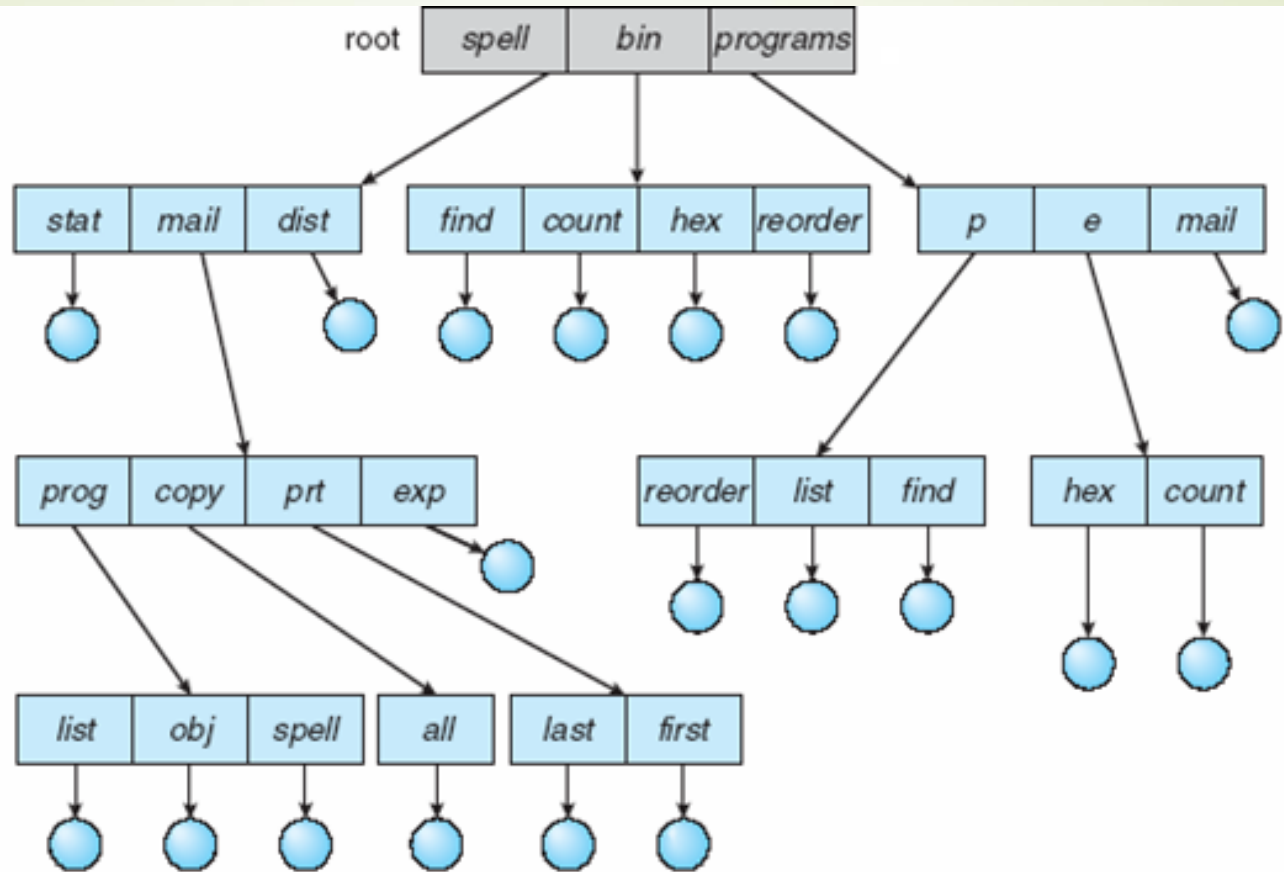 root spell bin programs
stat mail dist find count hex reorder p e mail
prog copy prt exp reorder list find hex count
list obj spell all last first